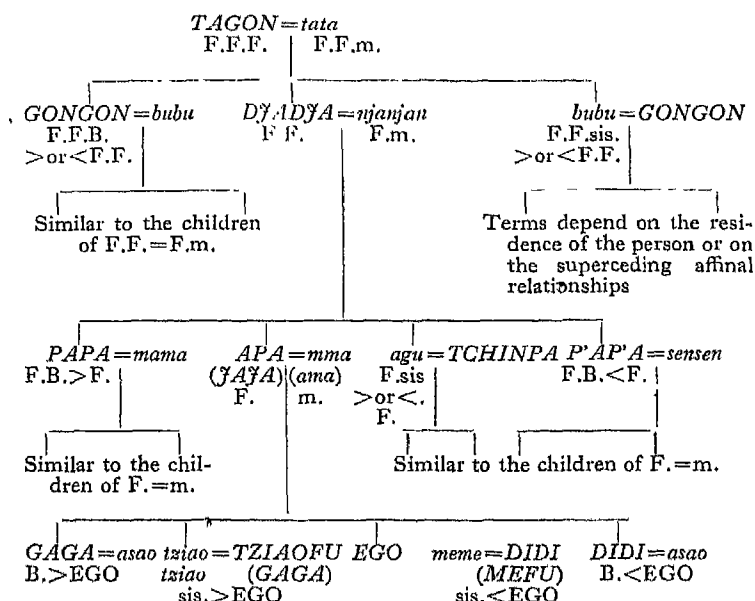 TAGON=tata
F.F.F. F.F.m.
GONGON=bubu DJADJA=njanjan bubu=GONGON
F.F.B. F F. F.m. F.F.sis.
>or<F.F. >or<F.F.
Similar to the children
of F.F.=F.m.
Terms depend on the resi-
dence of the person or on
the superceding affinal
relationships
PAPA=mama APA=mma agu=TCHINPA P'AP'A=sensen
F.B.>F. (JAJA) (ama) F.sis F.B.<F.
F. m. >or<.
F.
Similar to the chil-
dren of F.=m.
Similar to the children of F.=m.
GAGA=asao tziao=TZIAOFU EGO meme=DIDI DIDI=asao
B.>EGO tziao (GAGA) (MEFU) B.<EGO
sis.>EGO sis.<EGO